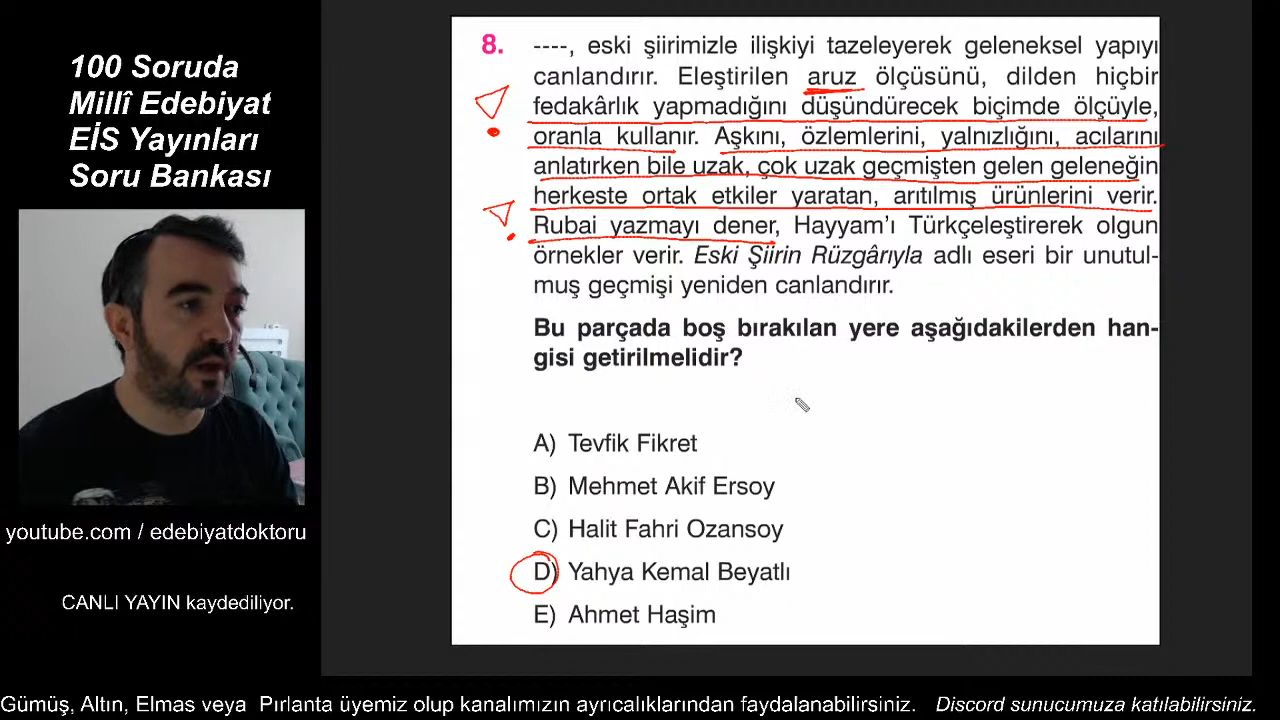 100 Soruda
Millî Edebiyat
EİS Yayınları
Soru Bankası
youtube.com / edebiyatdoktoru
CANLI YAYIN kaydediliyor.
8. ----, eski şiirimizle ilişkiyi tazeleyerek geleneksel yapıyı
canlandırır. Eleştirilen aruz ölçüsünü, dilden hiçbir
fedakârlık yapmadığını düşündürecek biçimde ölçüyle,
oranla kullanır. Aşkını, özlemlerini, yalnızlığını, acılarını
anlatırken bile uzak, çok uzak geçmişten gelen geleneğin
herkeste ortak etkiler yaratan, arıtılmış ürünlerini verir.
Rubai yazmayı dener, Hayyam’ı Türkçeleştirerek olgun
örnekler verir. Eski Şiirin Rüzgârıyla adlı eseri bir unutul-
muş geçmişi yeniden canlandırır.
Bu parçada boş bırakılan yere aşağıdakilerden han-
gisi getirilmelidir?
A) Tevfik Fikret
B) Mehmet Akif Ersoy
C) Halit Fahri Ozansoy
D) Yahya Kemal Beyatlı
E) Ahmet Haşim
Gümüş, Altın, Elmas veya Pırlanta üyemiz olup kanalımızın ayrıcalıklarından faydalanabilirsiniz. Discord sunucumuza katılabilirsiniz.